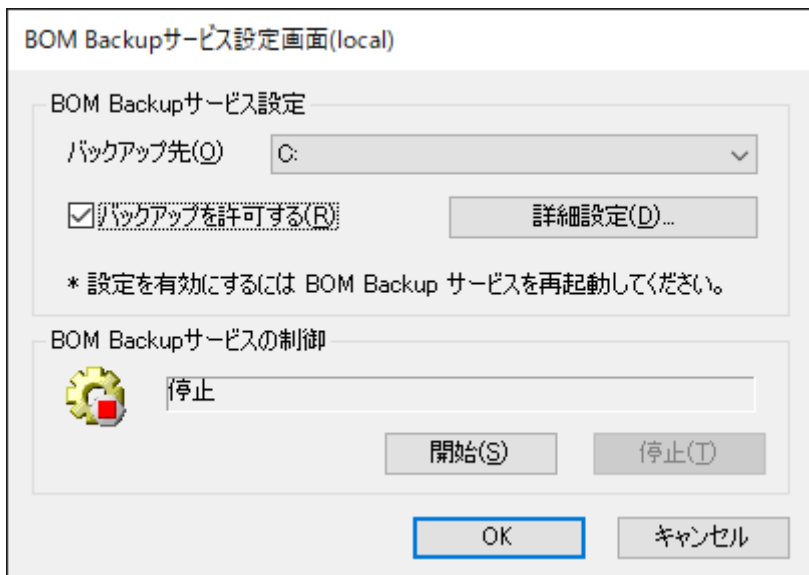 BOM Backupサービス設定画面(local)
BOM Backupサービス設定
バックアップ先(O) C:
バックアップを許可する(R) 詳細設定(D)...
* 設定を有効にするには BOM Backup サービスを再起動してください。
BOM Backupサービスの制御
停止
開始(S) 停止(T)
OK キャンセル